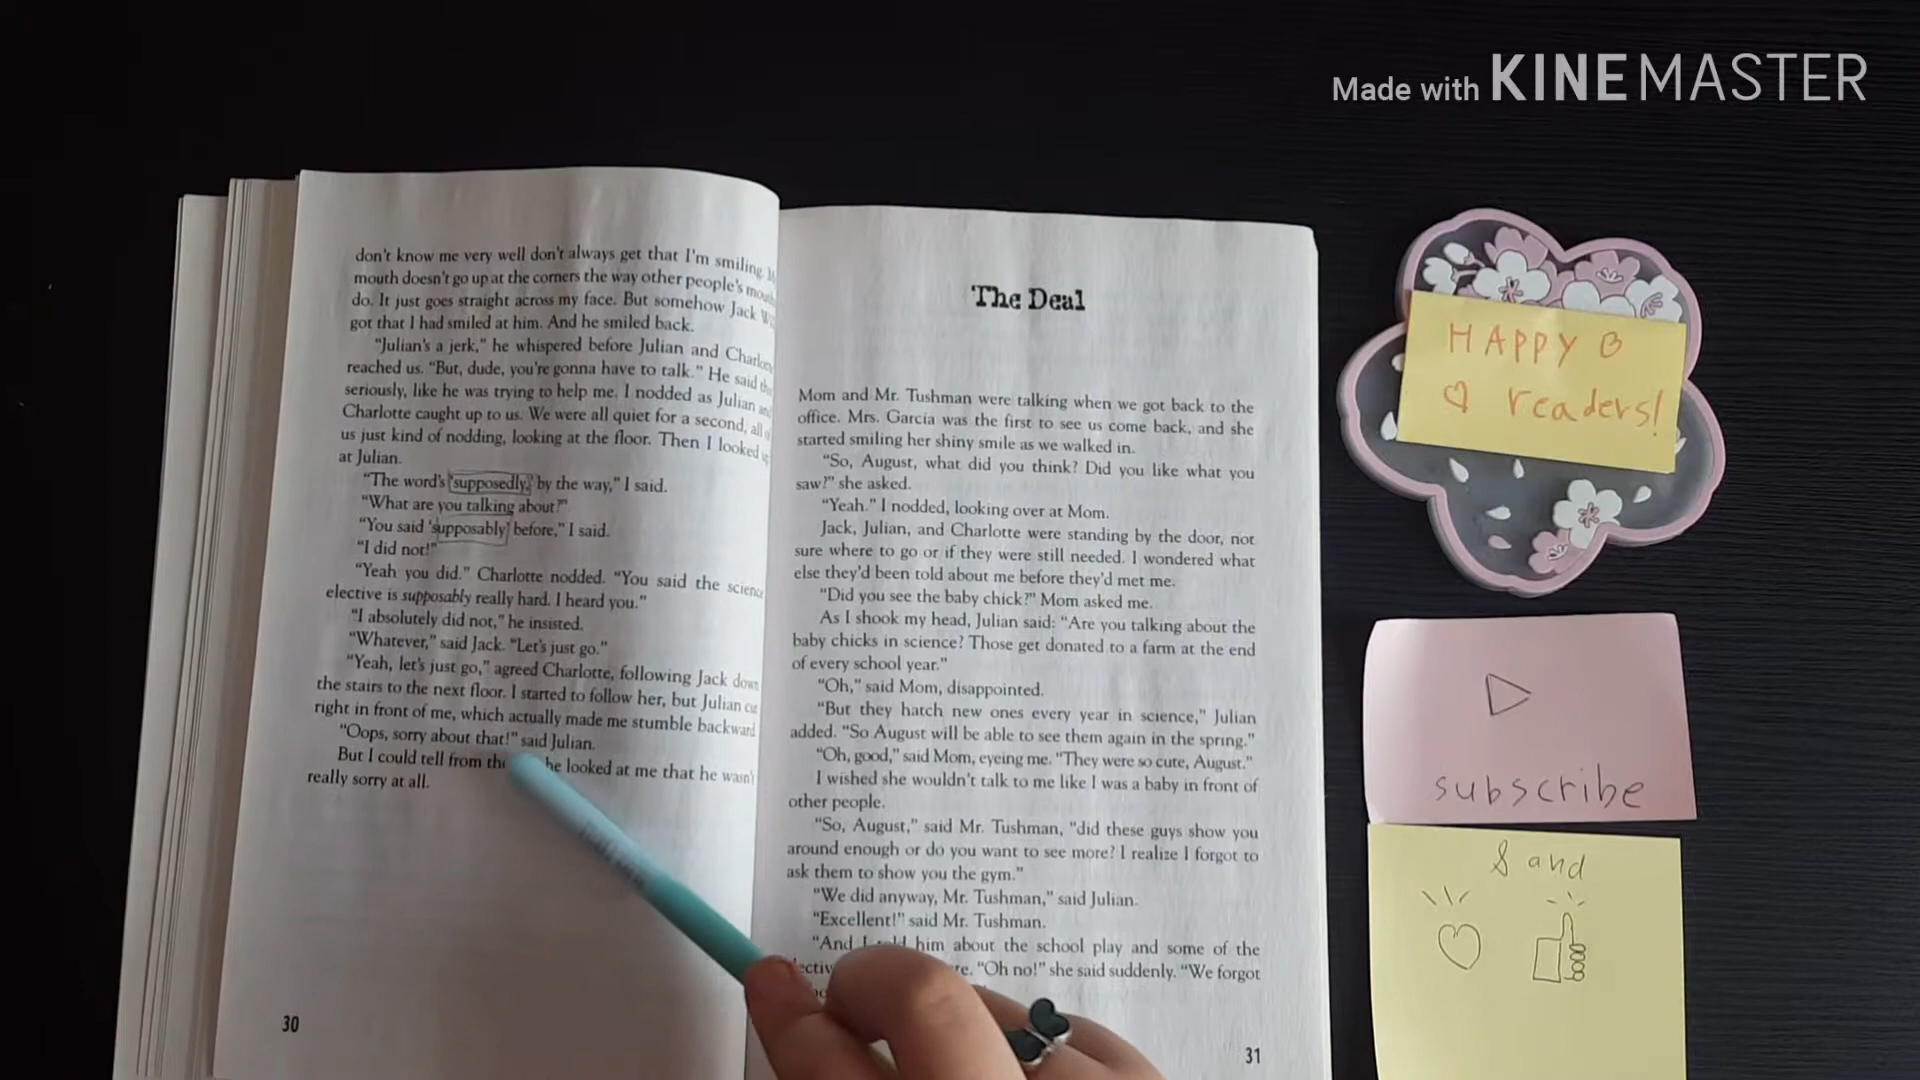 Made with KINEMASTER
don't know me very well don't always get that I'm smiling.
mouth doesn't go up at the corners the way other people's
do. It just goes straight across my face. But somehow Jack
got that I had smiled at him. And he smiled back.
"Julian's a jerk," he whispered before Julian and
reached us. "But, dude, you're gonna have to talk." He said
seriously, like he was trying to help me. I nodded as Julian
Charlotte caught up to us. We were all quiet for a second, all
us just kind of nodding, looking at the floor. Then I looked
at Julian.
"The word's 'supposedly,' by the way," I said.
"What are you talking about?"
"You said 'supposably' before," I said.
"I did not!"
"Yeah you did." Charlotte nodded. "You said the science
elective is supposably really hard. I heard you."
"I absolutely did not," he insisted.
"Whatever," said Jack. "Let's just go."
"Yeah, let's just go," agreed Charlotte, following Jack down
the stairs to the next floor. I started to follow her, but Julian
right in front of me, which actually made me stumble backward
"Oops, sorry about that!" said Julian.
But I could tell from he looked at me that he wasn't
really sorry at all.
30
The Deal
Mom and Mr. Tushman were talking when we got back to the
office. Mrs. Garcia was the first to see us come back, and she
started smiling her shiny smile as we walked in.
"So, August, what did you think? Did you like what you
saw?" she asked.
"Yeah." I nodded, looking over at Mom.
Jack, Julian, and Charlotte were standing by the door, not
sure where to go or if they were still needed. I wondered what
else they'd been told about me before they'd met me.
"Did you see the baby chick?" Mom asked me.
As I shook my head, Julian said: "Are you talking about the
baby chicks in science? Those get donated to a farm at the end
of every school year."
"Oh," said Mom, disappointed.
"But they hatch new ones every year in science," Julian
added. "So August will be able to see them again in the spring."
"Oh, good," said Mom, eyeing me. "They were so cute, August."
I wished she wouldn't talk to me like I was a baby in front of
other people.
"So, August," said Mr. Tushman, "did these guys show you
around enough or do you want to see more? I realize I forgot to
ask them to show you the gym."
"We did anyway, Mr. Tushman," said Julian.
"Excellent!" said Mr. Tushman.
"And I him about the school play and some of the
"Oh no!" she said suddenly. "We forgot
31
HAPPY
readers!
subscribe
& and